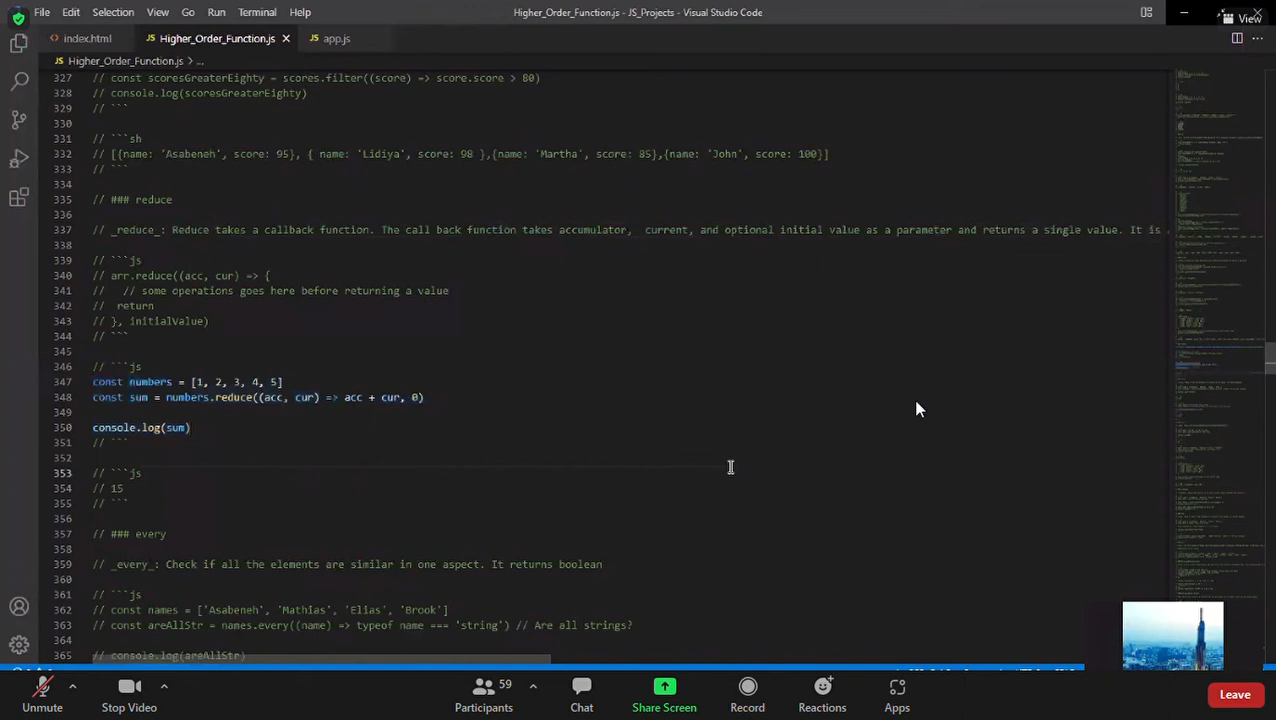 File Edit Selection View Go Run Terminal Help
Higher_Order_Function.js - JS_Projects - Visual Studio Code
View
index.html
JS Higher_Order_Function.js
JS app.js
JS Higher_Order_Function.js > ...
327 // const scoresGreaterEighty = scores.filter((score) => score.score > 80)
328 // console.log(scoresGreaterEighty)
329 // ```
330
331 // ```sh
332 // [{name: 'Asabeneh', score: 95}, { name: 'Lidiya', score: 98},{name: 'Martha', score: 85},{name: 'John', score: 100}]
333 // ```
334
335 // ### reduce
336
337 // _reduce_: Reduce takes a callback function. The call back function takes accumulator, current, and optional initial value as a parameter and returns a single value. It is a
338
339 // ```js
340 // arr.reduce((acc, cur) => {
341 // // some operations goes here before returning a value
342 // return
343 // }, initialValue)
344 // ```
345
346 // ```js
347 const numbers = [1, 2, 3, 4, 5]
348 const sum = numbers.reduce((acc, cur) => acc + cur, 0)
349
350 console.log(sum)
351 // ```
352
353 // ```js
354 // 15
355 // ```
356
357 // ### every
358
359 // _every_: Check if all the elements are similar in one aspect. It returns boolean
360
361 // ```js
362 // const names = ['Asabeneh', 'Mathias', 'Elias', 'Brook']
363 // const areAllStr = names.every((name) => typeof name === 'string') // Are all strings?
364
365 // console.log(areAllStr)
Unmute
Stop Video
Participants
Chat
Share Screen
Record
Reactions
Apps
Leave